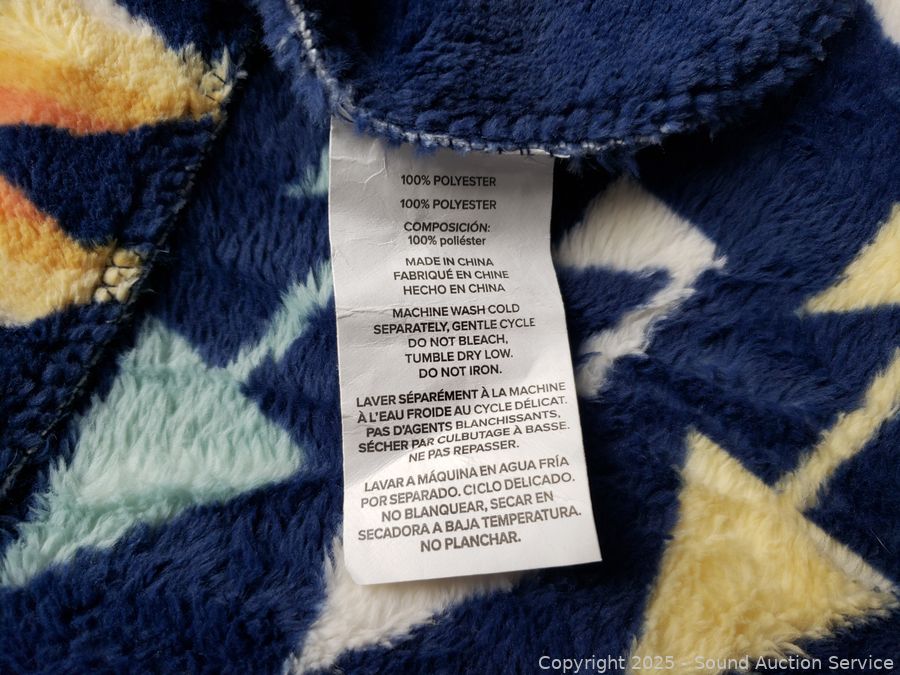 100% POLYESTER
100% POLYESTER
COMPOSICIÓN:
100% poliéster
MADE IN CHINA
FABRIQUÉ EN CHINE
HECHO EN CHINA
MACHINE WASH COLD
SEPARATELY, GENTLE CYCLE
DO NOT BLEACH,
TUMBLE DRY LOW.
DO NOT IRON.
LAVER SÉPARÉMENT À LA MACHINE
À L'EAU FROIDE AU CYCLE DÉLICAT.
PAS D'AGENTS BLANCHISSANTS.
SÉCHER PAR CULBUTAGE À BASSE.
NE PAS REPASSER.
LAVAR A MÁQUINA EN AGUA FRÍA
POR SEPARADO. CICLO DELICADO.
NO BLANQUEAR, SECAR EN
SECADORA A BAJA TEMPERATURA.
NO PLANCHAR.
Copyright 2025 - Sound Auction Service